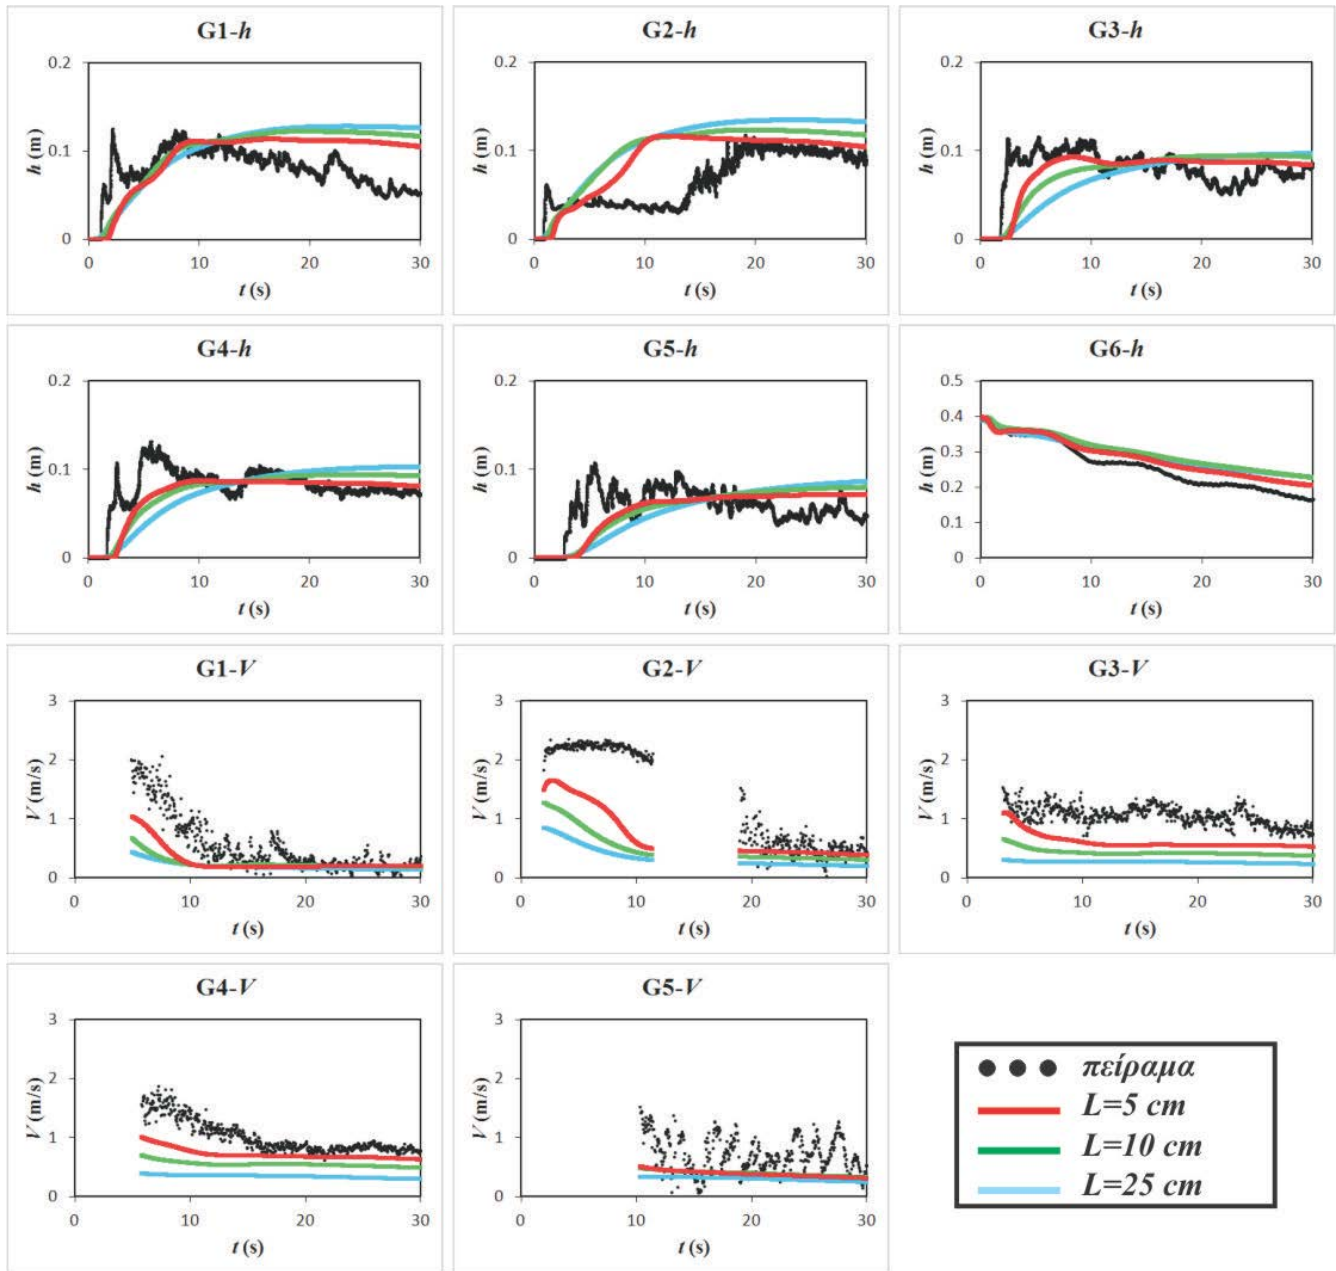 G1-h
h (m)
0.2
0.1
0
0 10 20 30
t (s)
G2-h
h (m)
0.2
0.1
0
0 10 20 30
t (s)
G3-h
h (m)
0.2
0.1
0
0 10 20 30
t (s)
G4-h
h (m)
0.2
0.1
0
0 10 20 30
t (s)
G5-h
h (m)
0.2
0.1
0
0 10 20 30
t (s)
G6-h
h (m)
0.5
0.4
0.3
0.2
0.1
0
0 10 20 30
t (s)
G1-V
V (m/s)
3
2
1
0
0 10 20 30
t (s)
G2-V
V (m/s)
3
2
1
0
0 10 20 30
t (s)
G3-V
V (m/s)
3
2
1
0
0 10 20 30
t (s)
G4-V
V (m/s)
3
2
1
0
0 10 20 30
t (s)
G5-V
V (m/s)
3
2
1
0
0 10 20 30
t (s)
πείραμα
L=5 cm
L=10 cm
L=25 cm